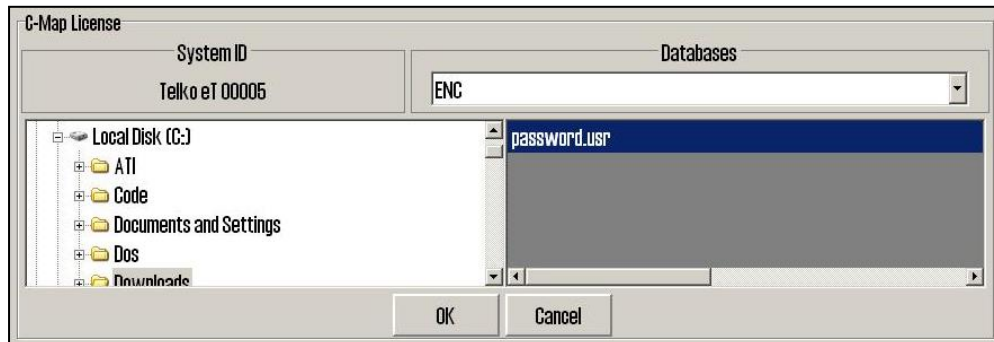 C-Map License
System ID
Telko eT 00005
Databases
ENC
Local Disk (C:)
ATI
Code
Documents and Settings
Dos
Downloads
password.usr
OK
Cancel